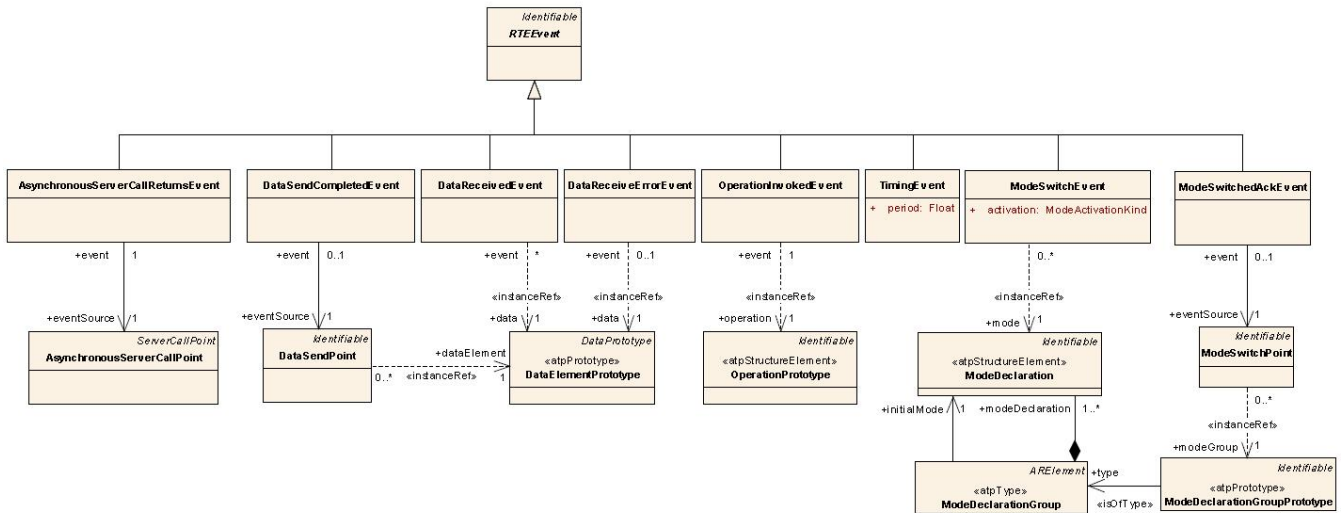 Identifiable
RTEEvent
AsynchronousServerCallReturnsEvent
DataSendCompletedEvent
DataReceivedEvent
DataReceiveErrorEvent
OperationInvokedEvent
TimingEvent
+ period: Float
ModeSwitchEvent
+ activation: ModeActivationKind
ModeSwitchedAckEvent
+event 1
+event 0..1
+event *
+event 0..1
+event 1
0..*
+event 0..1
«instanceRef»
«instanceRef»
«instanceRef»
«instanceRef»
+eventSource 1
+eventSource 1
+data 1
+data 1
+operation 1
+mode 1
+eventSource 1
ServerCallPoint
AsynchronousServerCallPoint
Identifiable
DataSendPoint
+dataElement
0..* 1
«instanceRef»
DataPrototype
«atpPrototype»
DataElementPrototype
Identifiable
«atpStructureElement»
OperationPrototype
Identifiable
«atpStructureElement»
ModeDeclaration
Identifiable
ModeSwitchPoint
+initialMode 1
+modeDeclaration 1..*
0..*
«instanceRef»
+modeGroup 1
ARElement
«atpType»
ModeDeclarationGroup
+type
«isOfType»
Identifiable
«atpPrototype»
ModeDeclarationGroupPrototype